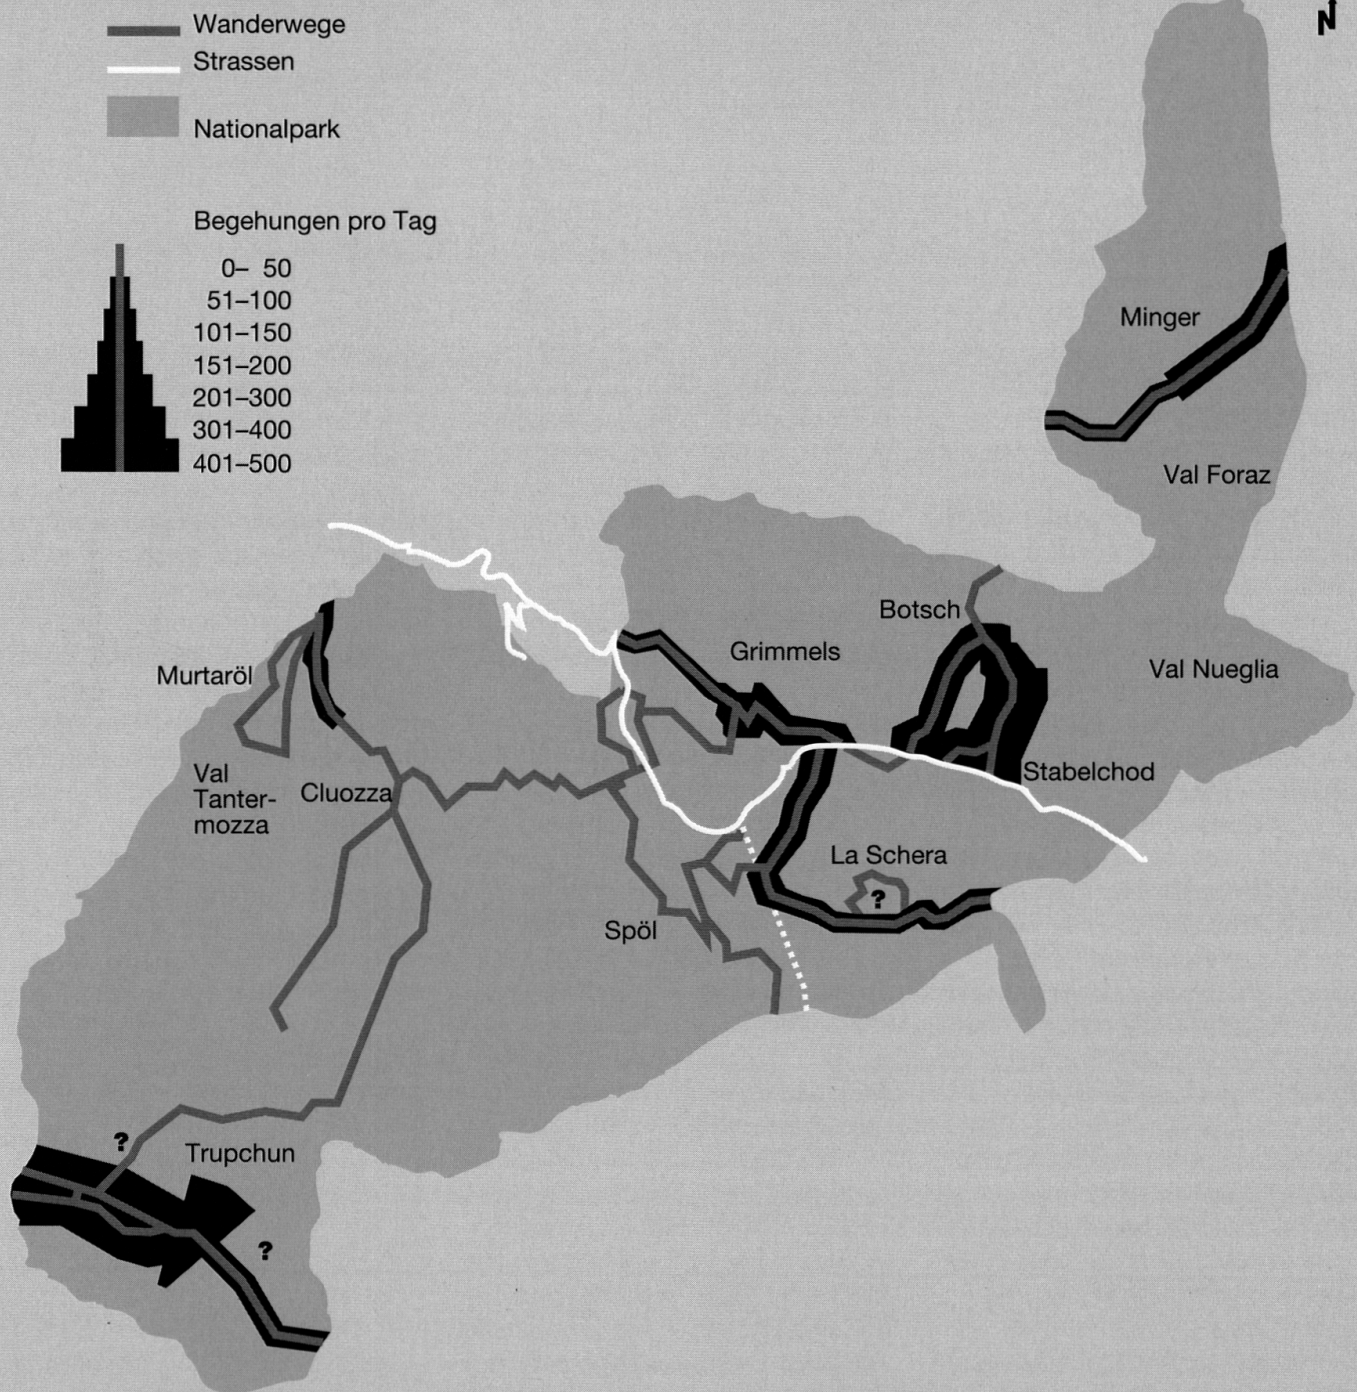 Wanderwege
N
Strassen
Nationalpark
Begehungen pro Tag
0– 50
51–100
101–150
151–200
201–300
301–400
401–500
Minger
Val Foraz
Botsch
Grimmels
Val Nueglia
Murtaröl
Val
Tanter-
mozza
Cluozza
Stabelchod
La Schera
?
Spöl
?
Trupchun
?